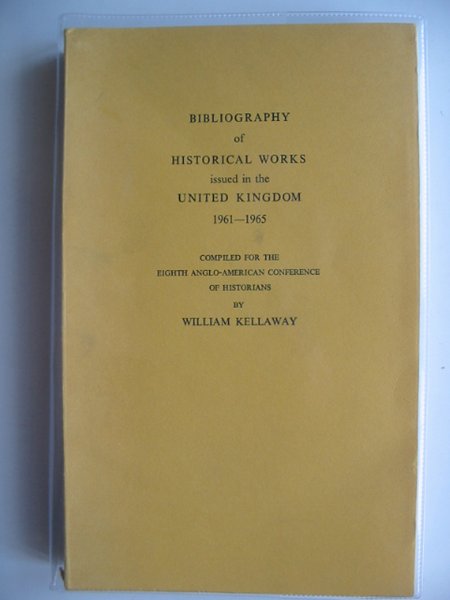 BIBLIOGRAPHY
of
HISTORICAL WORKS
issued in the
UNITED KINGDOM
1961—1965
COMPILED FOR THE
EIGHTH ANGLO-AMERICAN CONFERENCE
OF HISTORIANS
BY
WILLIAM KELLAWAY